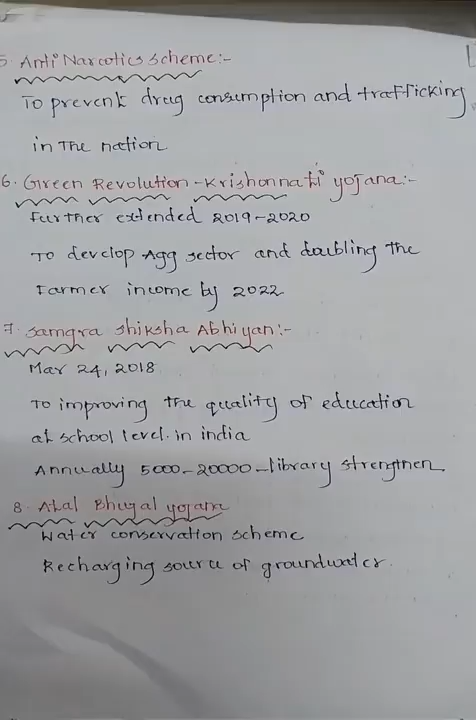 5. Anti Narcotics scheme:-
To prevent drug consumption and trafficking
in The nation
6. Green Revolution-Krishonnati yojana:-
Further extended 2019-2020
To develop Agg sector and doubling the
Farmer income by 2022
7. Samgra Shiksha Abhiyan:-
Mar 24, 2018
To improving the quality of education
at school level. in india
Annually 5000-20000-library strengthen
8. Atal Bhujal yojana
Water conservation scheme
Recharging source of groundwater.